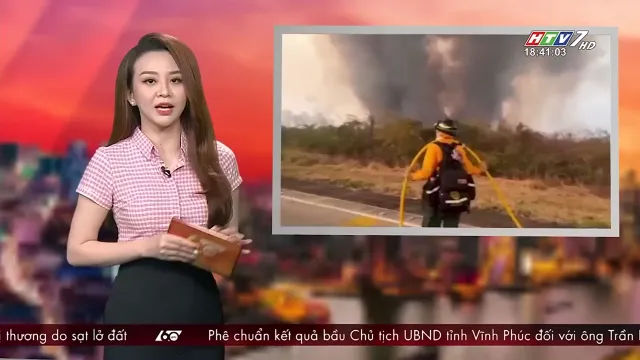 HTV7 HD
18:41:03
ị thương do sạt lở đất 60 Phê chuẩn kết quả bầu Chủ tịch UBND tỉnh Vĩnh Phúc đối với ông Trần